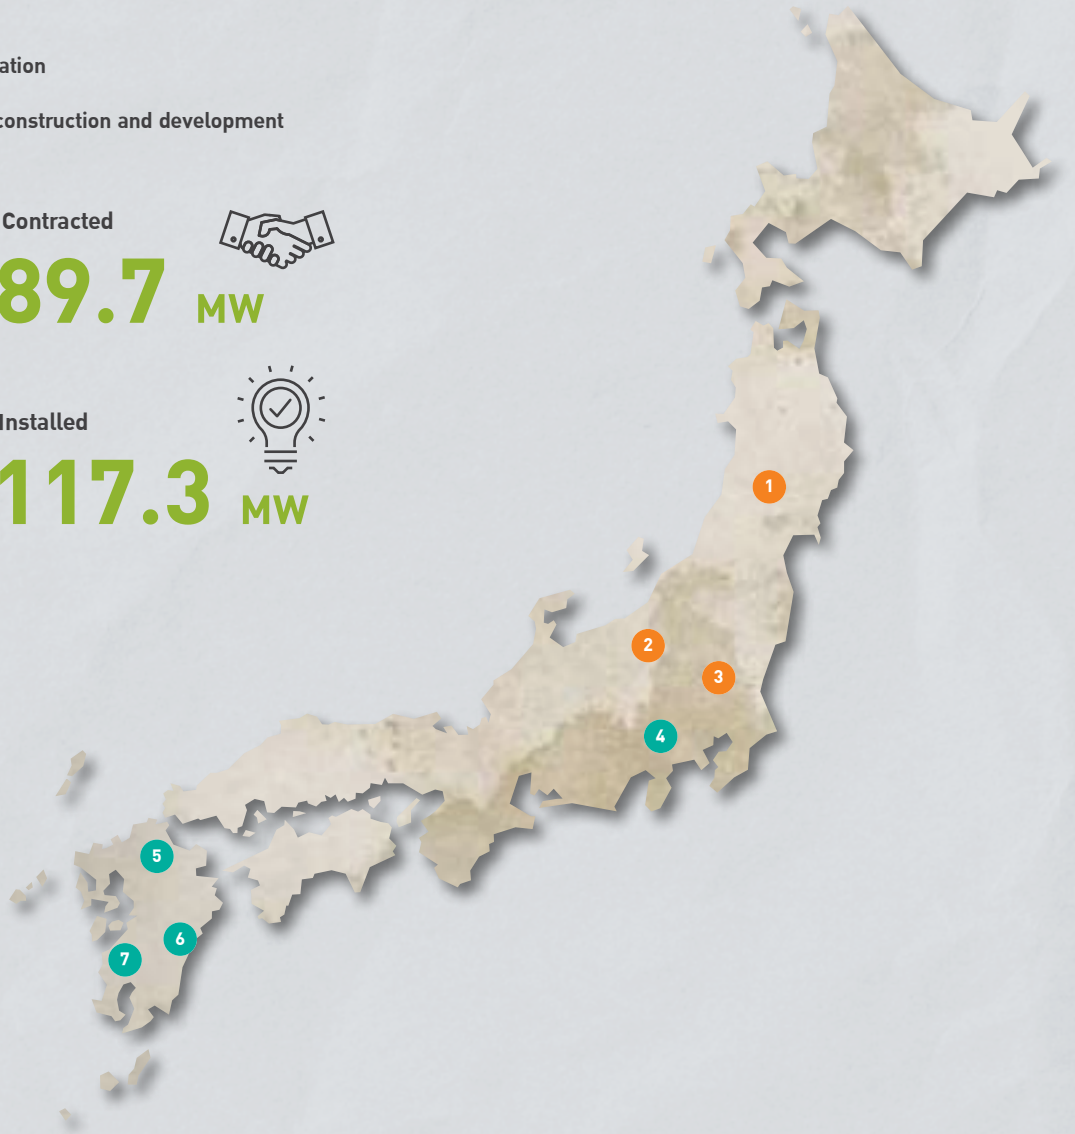 ation
construction and development
Contracted
89.7 MW
Installed
117.3 MW
1
2
3
4
5
6
7